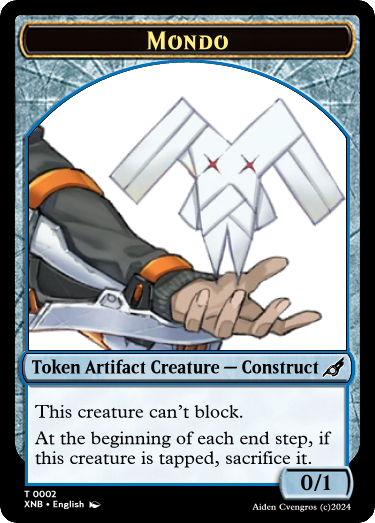 Mondo
Token Artifact Creature — Construct
This creature can't block.
At the beginning of each end step, if
this creature is tapped, sacrifice it.
0/1
T 0002
XNB • English
Aiden Cvengros (c)2024